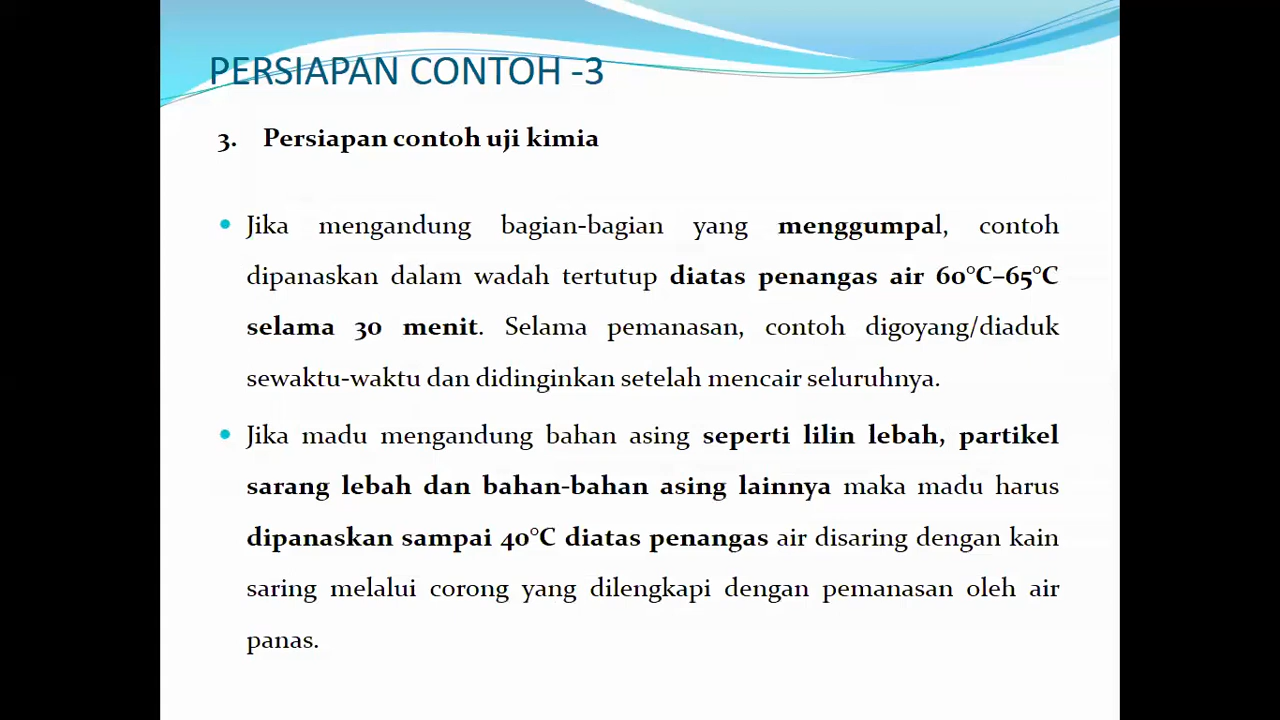 PERSIAPAN CONTOH -3
3. Persiapan contoh uji kimia
• Jika mengandung bagian-bagian yang menggumpal, contoh
dipanaskan dalam wadah tertutup diatas penangas air 60°C–65°C
selama 30 menit. Selama pemanasan, contoh digoyang/diaduk
sewaktu-waktu dan didinginkan setelah mencair seluruhnya.
• Jika madu mengandung bahan asing seperti lilin lebah, partikel
sarang lebah dan bahan-bahan asing lainnya maka madu harus
dipanaskan sampai 40°C diatas penangas air disaring dengan kain
saring melalui corong yang dilengkapi dengan pemanasan oleh air
panas.